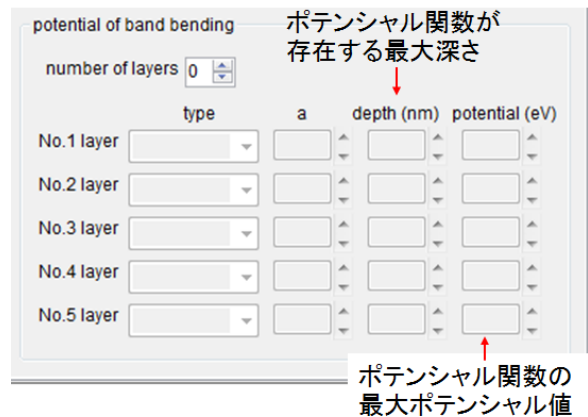 potential of band bending
ポテンシャル関数が
存在する最大深さ
number of layers 0
type a depth (nm) potential (eV)
No.1 layer
No.2 layer
No.3 layer
No.4 layer
No.5 layer
ポテンシャル関数の
最大ポテンシャル値